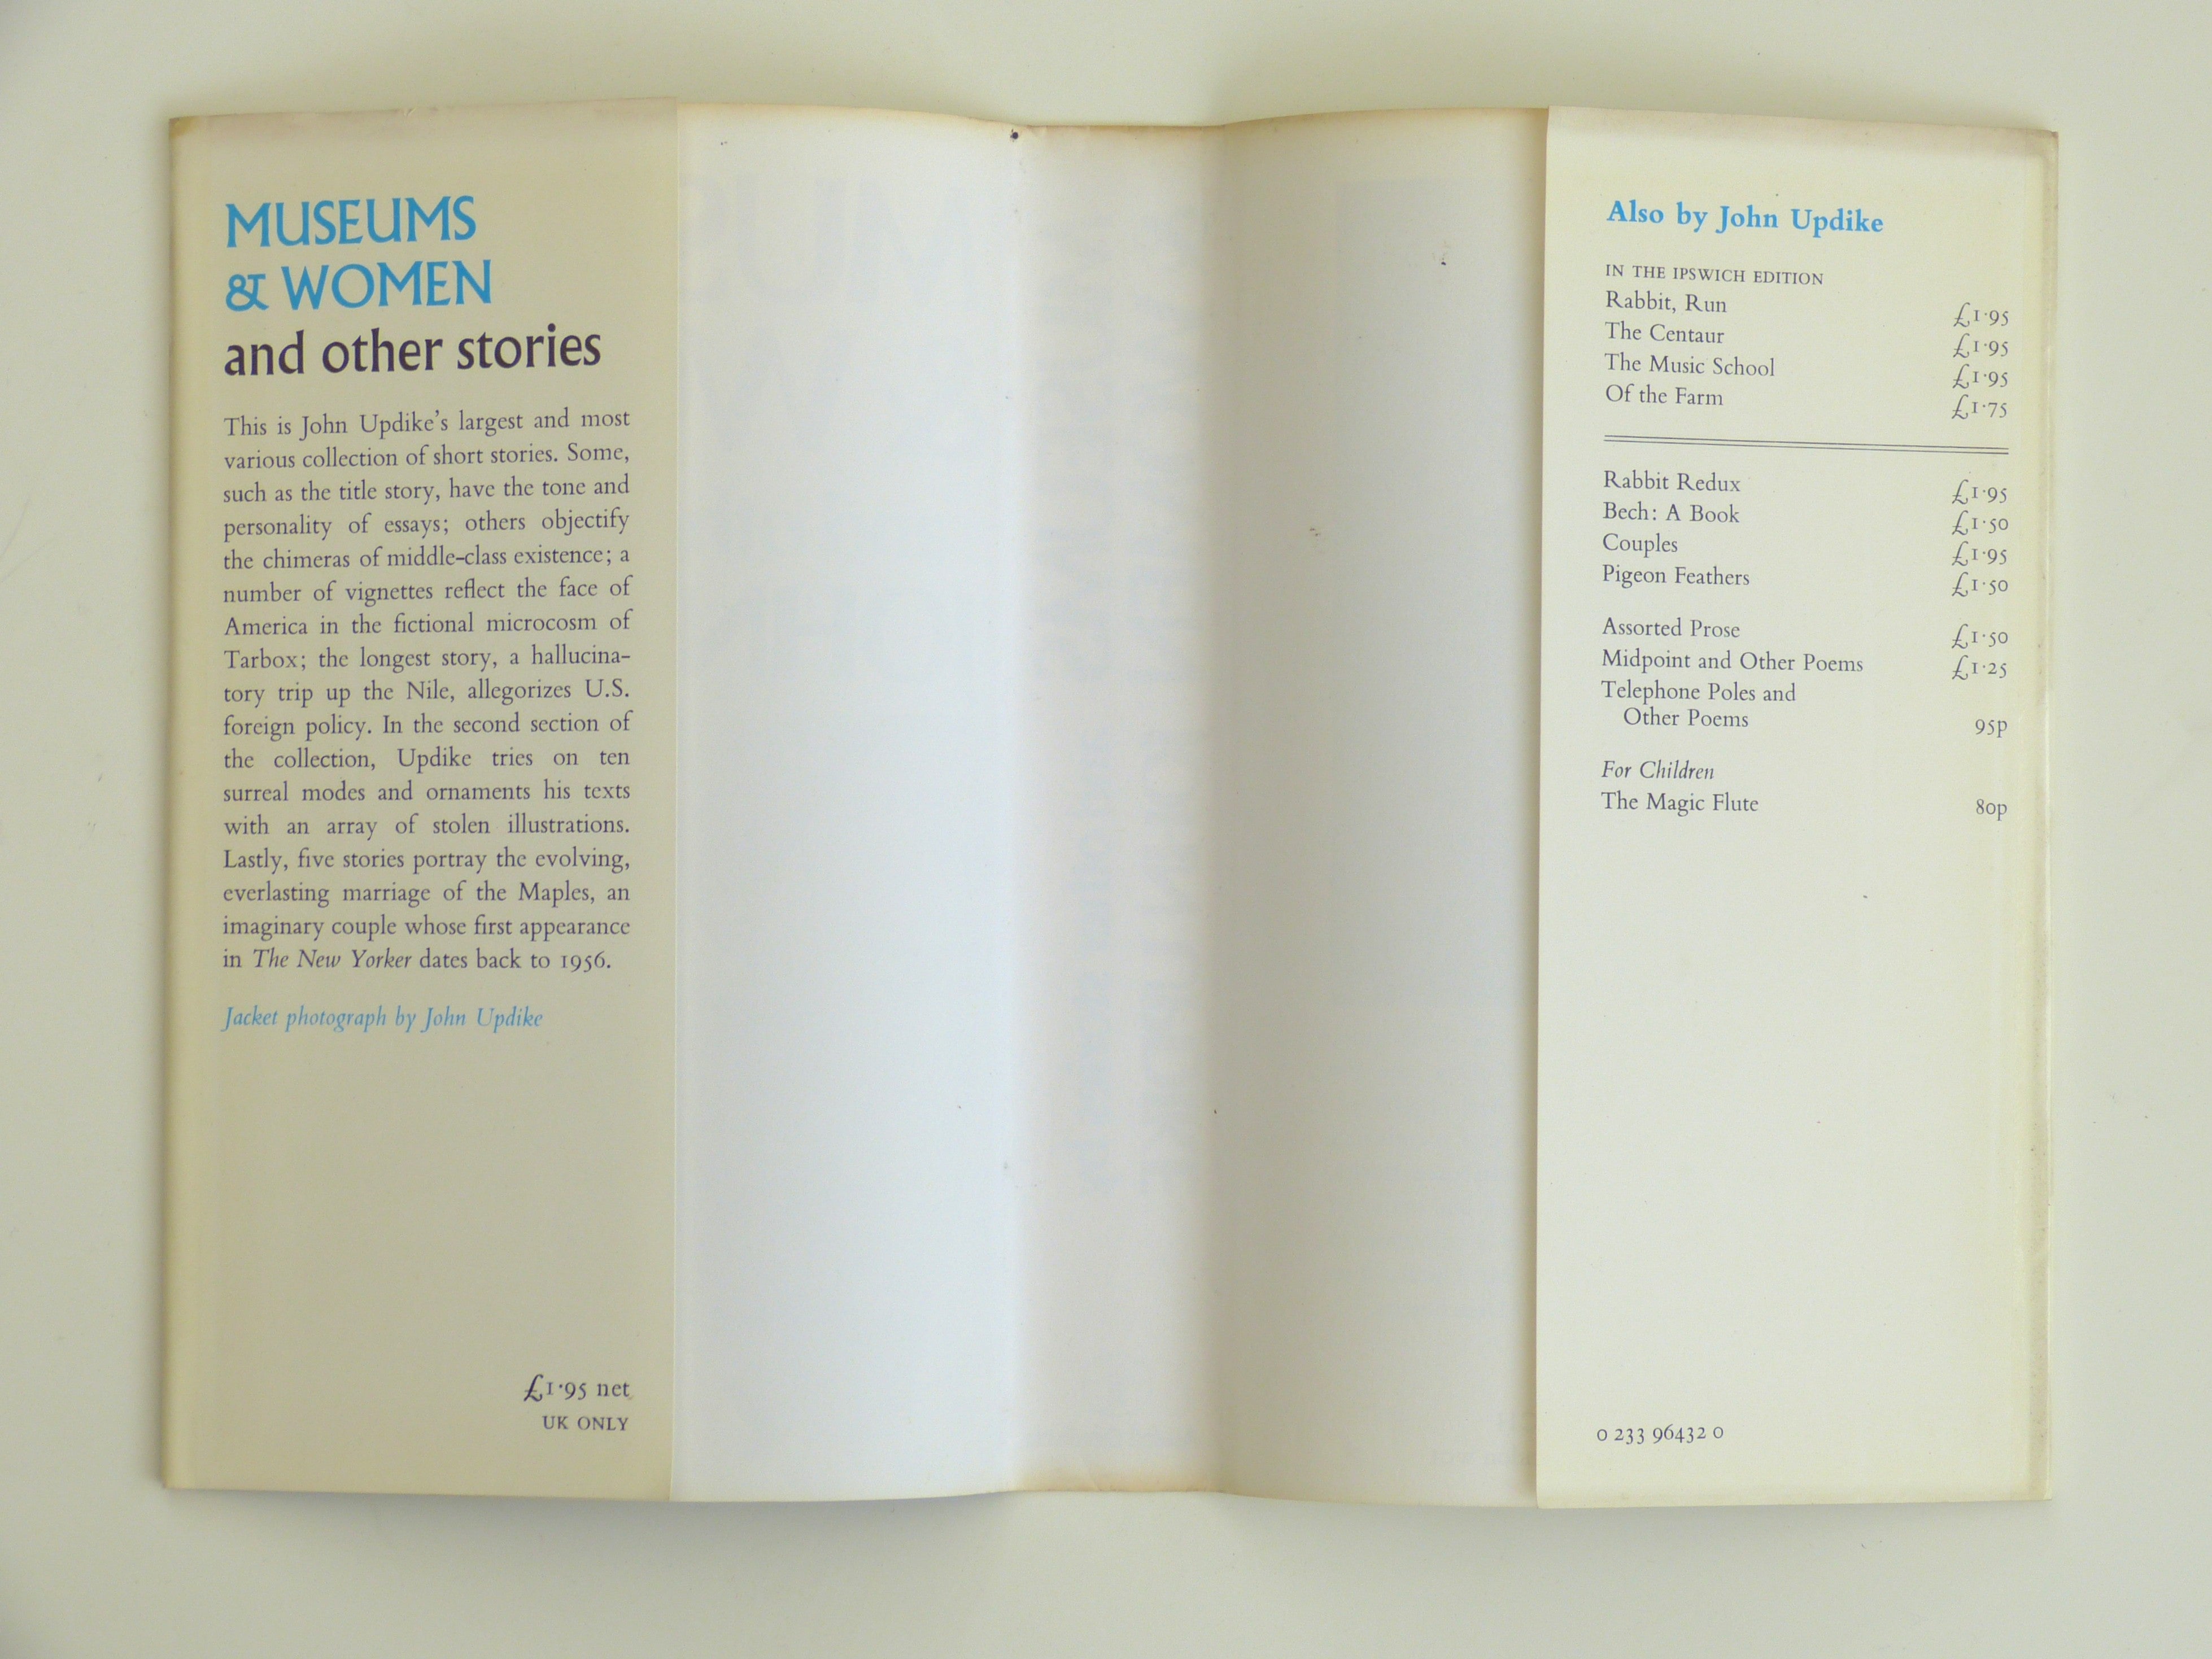 MUSEUMS
& WOMEN
and other stories
This is John Updike's largest and most
various collection of short stories. Some,
such as the title story, have the tone and
personality of essays; others objectify
the chimeras of middle-class existence; a
number of vignettes reflect the face of
America in the fictional microcosm of
Tarbox; the longest story, a hallucina-
tory trip up the Nile, allegorizes U.S.
foreign policy. In the second section of
the collection, Updike tries on ten
surreal modes and ornaments his texts
with an array of stolen illustrations.
Lastly, five stories portray the evolving,
everlasting marriage of the Maples, an
imaginary couple whose first appearance
in The New Yorker dates back to 1956.
Jacket photograph by John Updike
£1·95 net
UK ONLY
Also by John Updike
IN THE IPSWICH EDITION
Rabbit, Run £1·95
The Centaur £1·95
The Music School £1·95
Of the Farm £1·75
Rabbit Redux £1·95
Bech: A Book £1·50
Couples £1·95
Pigeon Feathers £1·50
Assorted Prose £1·50
Midpoint and Other Poems £1·25
Telephone Poles and
Other Poems 95p
For Children
The Magic Flute 80p
0 233 96432 0